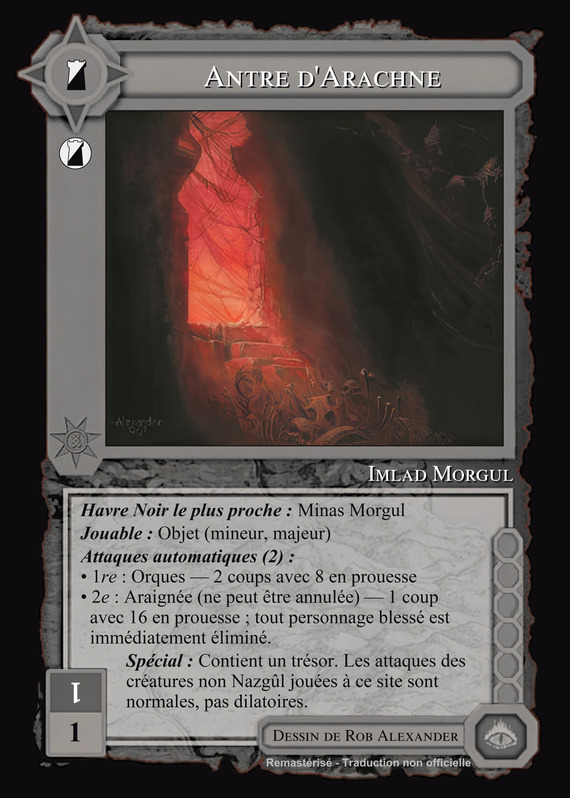 Antre d'Arachne
Alexander
Imlad Morgul
Havre Noir le plus proche : Minas Morgul
Jouable : Objet (mineur, majeur)
Attaques automatiques (2) :
• 1re : Orques — 2 coups avec 8 en prouesse
• 2e : Araignée (ne peut être annulée) — 1 coup
avec 16 en prouesse ; tout personnage blessé est
immédiatement éliminé.
Spécial : Contient un trésor. Les attaques des
créatures non Nazgûl jouées à ce site sont
normales, pas dilatoires.
1
1
Dessin de Rob Alexander
Remastérisé - Traduction non officielle